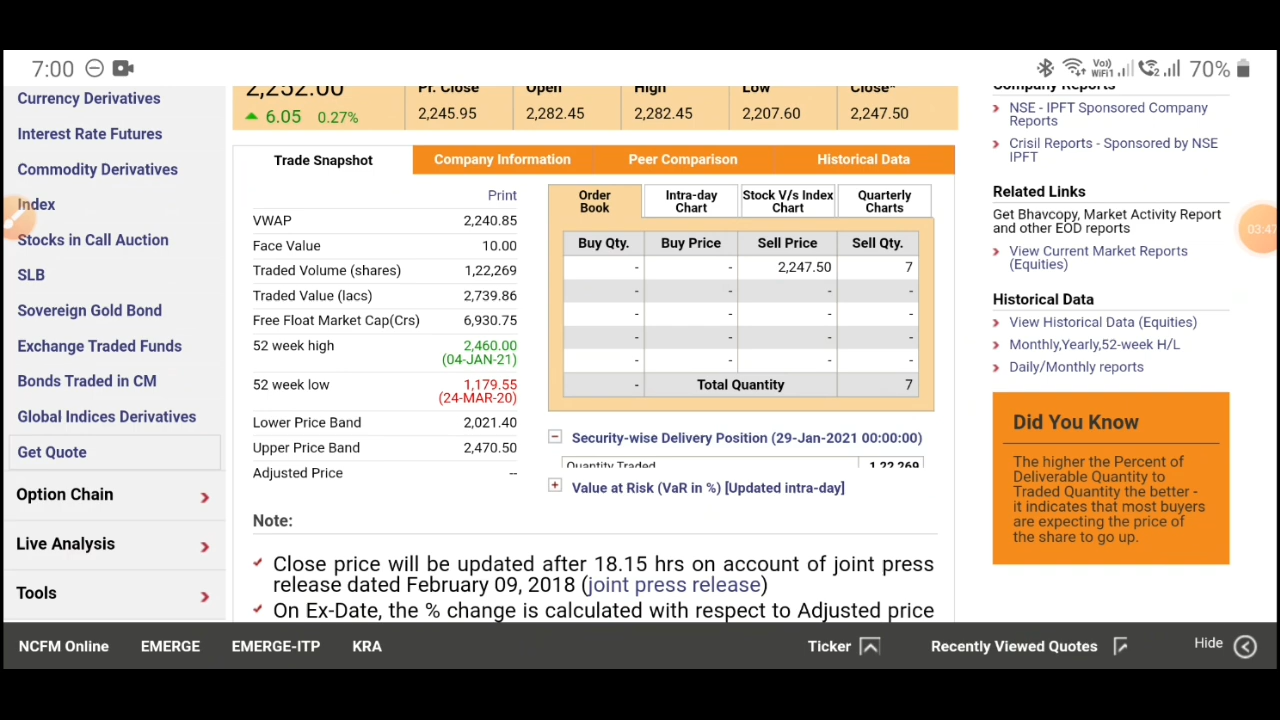 7:00
Vo)) WiFi1
2
70%
Currency Derivatives
Interest Rate Futures
Commodity Derivatives
Index
Stocks in Call Auction
SLB
Sovereign Gold Bond
Exchange Traded Funds
Bonds Traded in CM
Global Indices Derivatives
Get Quote
Option Chain
Live Analysis
Tools
2,252.00
6.05 0.27%
Pr. Close
2,245.95
Open
2,282.45
High
2,282.45
Low
2,207.60
Close*
2,247.50
Trade Snapshot
Company Information
Peer Comparison
Historical Data
Print
VWAP 2,240.85
Face Value 10.00
Traded Volume (shares) 1,22,269
Traded Value (lacs) 2,739.86
Free Float Market Cap(Crs) 6,930.75
52 week high 2,460.00
(04-JAN-21)
52 week low 1,179.55
(24-MAR-20)
Lower Price Band 2,021.40
Upper Price Band 2,470.50
Adjusted Price --
Order
Book
Intra-day
Chart
Stock V/s Index
Chart
Quarterly
Charts
Buy Qty. Buy Price Sell Price Sell Qty.
- - 2,247.50 7
- - - -
- - - -
- - - -
- - - -
- Total Quantity 7
Security-wise Delivery Position (29-Jan-2021 00:00:00)
Quantity Traded 1,22,269
Value at Risk (VaR in %) [Updated intra-day]
Note:
Close price will be updated after 18.15 hrs on account of joint press
release dated February 09, 2018 (joint press release)
On Ex-Date, the % change is calculated with respect to Adjusted price
Company Reports
NSE - IPFT Sponsored Company
Reports
Crisil Reports - Sponsored by NSE
IPFT
Related Links
Get Bhavcopy, Market Activity Report
and other EOD reports
View Current Market Reports
(Equities)
03:47
Historical Data
View Historical Data (Equities)
Monthly,Yearly,52-week H/L
Daily/Monthly reports
Did You Know
The higher the Percent of
Deliverable Quantity to
Traded Quantity the better -
it indicates that most buyers
are expecting the price of
the share to go up.
NCFM Online
EMERGE
EMERGE-ITP
KRA
Ticker
Recently Viewed Quotes
Hide